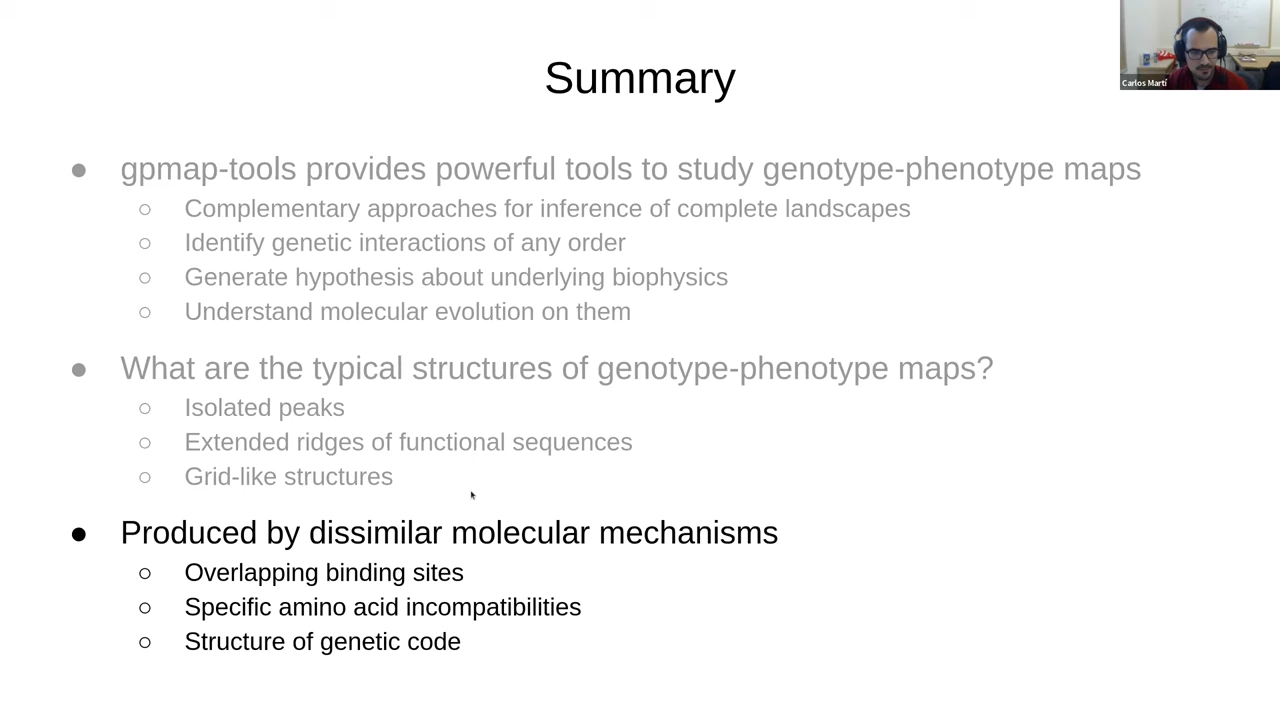 Summary
Carlos Martí
● gpmap-tools provides powerful tools to study genotype-phenotype maps
○ Complementary approaches for inference of complete landscapes
○ Identify genetic interactions of any order
○ Generate hypothesis about underlying biophysics
○ Understand molecular evolution on them
● What are the typical structures of genotype-phenotype maps?
○ Isolated peaks
○ Extended ridges of functional sequences
○ Grid-like structures
● Produced by dissimilar molecular mechanisms
○ Overlapping binding sites
○ Specific amino acid incompatibilities
○ Structure of genetic code